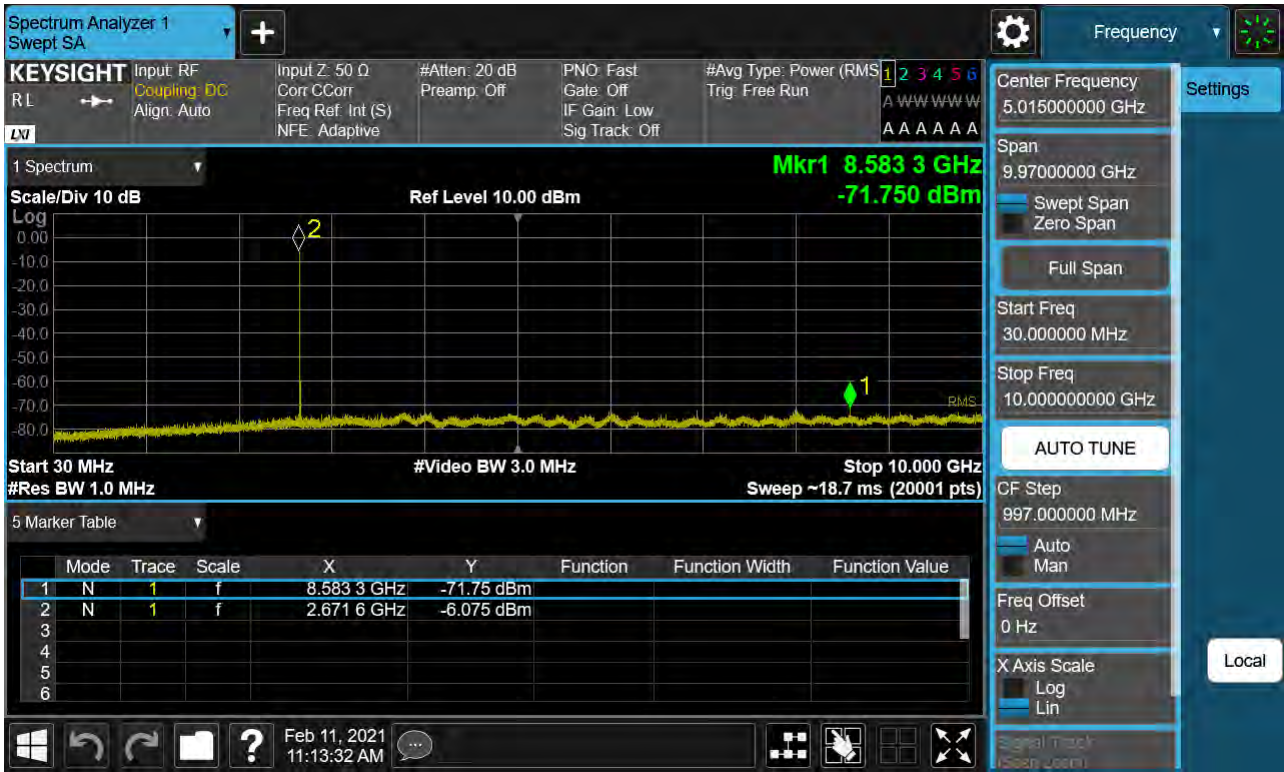 Spectrum Analyzer 1
Swept SA
+
Frequency
KEYSIGHT
RL
LXI
Input: RF
Coupling: DC
Align: Auto
Input Z: 50 Ω
Corr CCorr
Freq Ref: Int (S)
NFE: Adaptive
#Atten: 20 dB
Preamp: Off
PNO: Fast
Gate: Off
IF Gain: Low
Sig Track: Off
#Avg Type: Power (RMS
Trig: Free Run
1 2 3 4 5 6
A W W W W W
A A A A A A
1 Spectrum
Scale/Div 10 dB
Ref Level 10.00 dBm
Mkr1 8.583 3 GHz
-71.750 dBm
Log
0.00
-10.0
-20.0
-30.0
-40.0
-50.0
-60.0
-70.0
-80.0
2
1
RMS
Start 30 MHz
#Video BW 3.0 MHz
Stop 10.000 GHz
#Res BW 1.0 MHz
Sweep ~18.7 ms (20001 pts)
5 Marker Table
Mode Trace Scale X Y Function Function Width Function Value
1 N 1 f 8.583 3 GHz -71.75 dBm
2 N 1 f 2.671 6 GHz -6.075 dBm
3
4
5
6
Feb 11, 2021
11:13:32 AM
?
Center Frequency
5.015000000 GHz
Settings
Span
9.97000000 GHz
Swept Span
Zero Span
Full Span
Start Freq
30.000000 MHz
Stop Freq
10.000000000 GHz
AUTO TUNE
CF Step
997.000000 MHz
Auto
Man
Freq Offset
0 Hz
X Axis Scale
Log
Lin
Local
Signal Track
(Span Zoom)